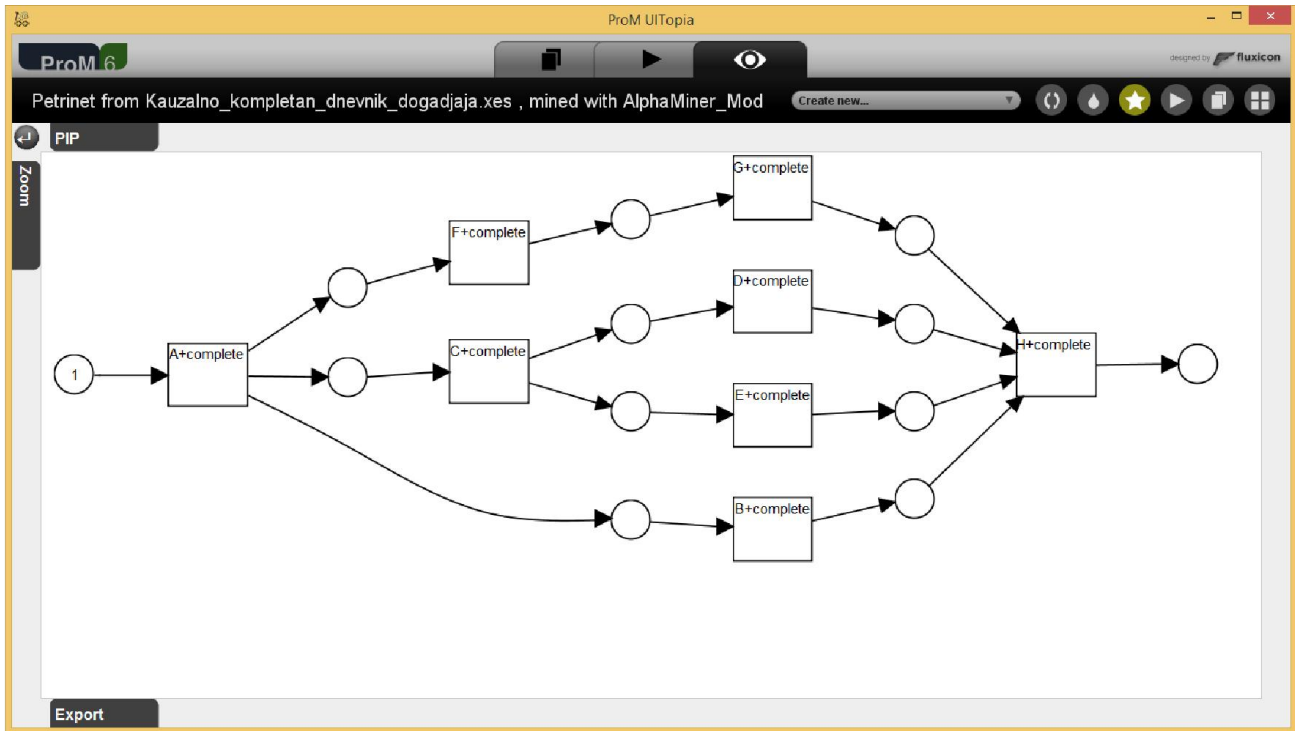 ProM UITopia
ProM 6
designed by fluxicon
Petrinet from Kauzalno_kompletan_dnevnik_dogadjaja.xes , mined with AlphaMiner_Mod
Create new...
PIP
Zoom
G+complete
F+complete
D+complete
A+complete
C+complete
H+complete
1
E+complete
B+complete
Export